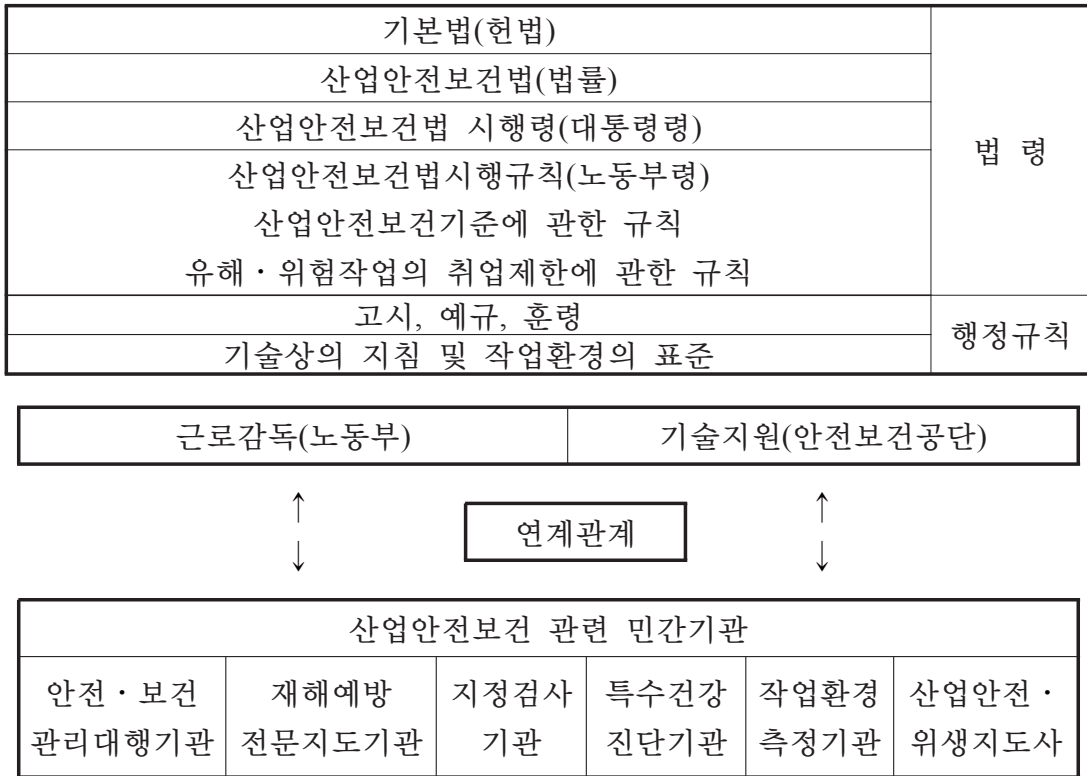 기본법(헌법)
산업안전보건법(법률)
산업안전보건법 시행령(대통령령)
산업안전보건법시행규칙(노동부령)
산업안전보건기준에 관한 규칙
유해·위험작업의 취업제한에 관한 규칙
법 령
고시, 예규, 훈령
기술상의 지침 및 작업환경의 표준
행정규칙
근로감독(노동부)
기술지원(안전보건공단)
↑
↓
연계관계
↑
↓
산업안전보건 관련 민간기관
안전·보건
관리대행기관
재해예방
전문지도기관
지정검사
기관
특수건강
진단기관
작업환경
측정기관
산업안전·
위생지도사